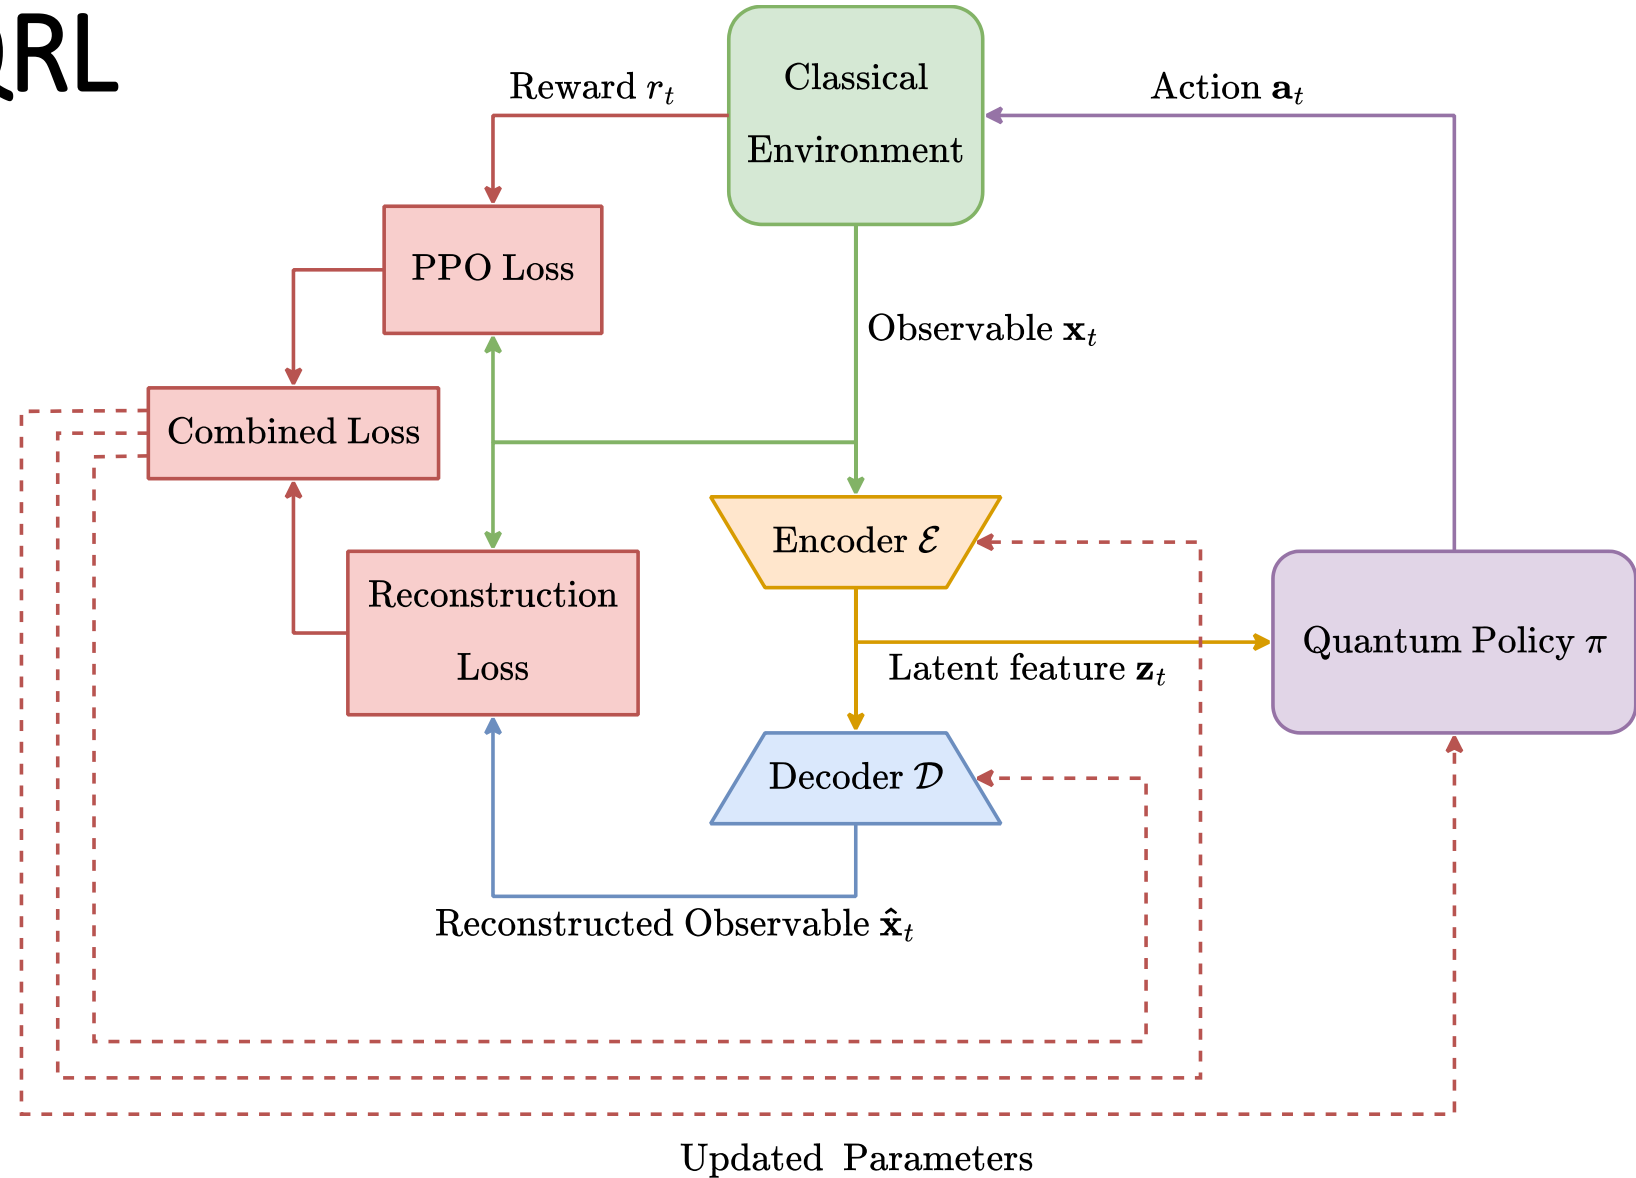 QRL
Reward r_t
Classical
Environment
Action a_t
PPO Loss
Observable x_t
Combined Loss
Encoder ℰ
Reconstruction
Loss
Latent feature z_t
Quantum Policy π
Decoder 𝒟
Reconstructed Observable x̂_t
Updated Parameters